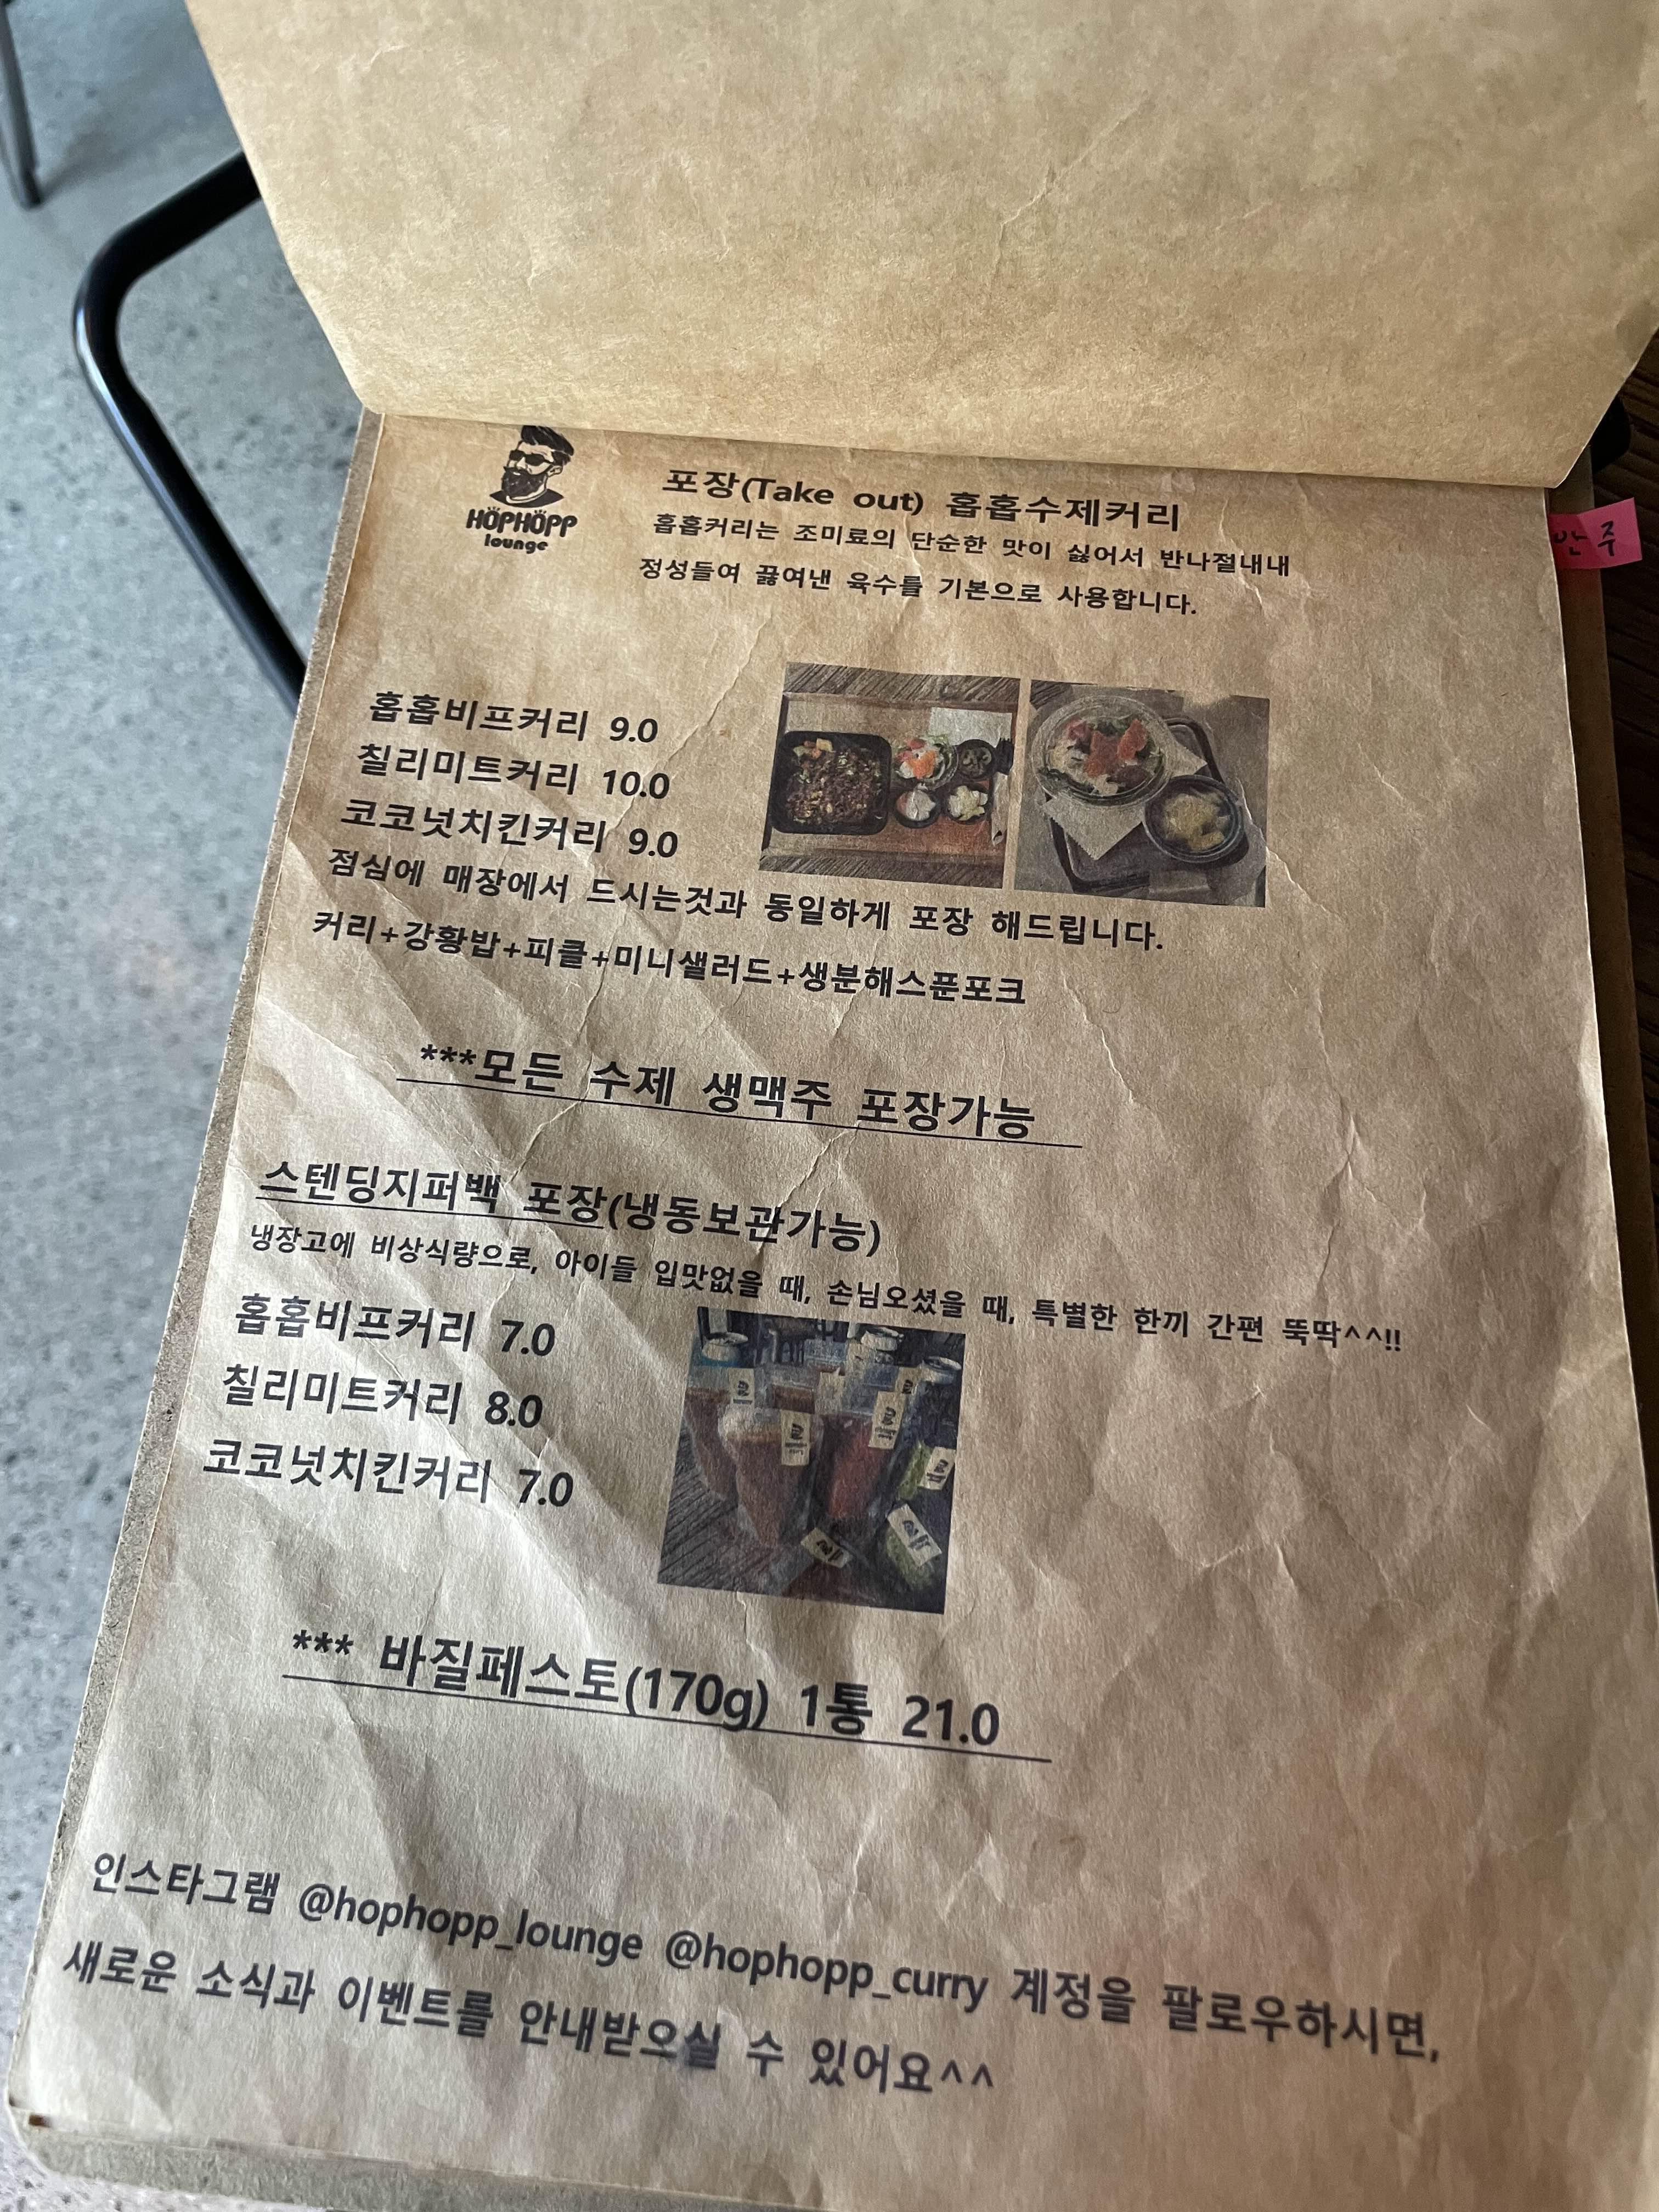 HÖPHÖPP
lounge
포장(Take out) 홉홉수제커리
홉홉커리는 조미료의 단순한 맛이 싫어서 반나절내내
정성들여 끓여낸 육수를 기본으로 사용합니다.
안주
홉홉비프커리 9.0
칠리미트커리 10.0
코코넛치킨커리 9.0
점심에 매장에서 드시는것과 동일하게 포장 해드립니다.
커리+강황밥+피클+미니샐러드+생분해스푼포크
***모든 수제 생맥주 포장가능
스텐딩지퍼백 포장(냉동보관가능)
냉장고에 비상식량으로, 아이들 입맛없을 때, 손님오셨을 때, 특별한 한끼 간편 뚝딱^^!!
홉홉비프커리 7.0
칠리미트커리 8.0
코코넛치킨커리 7.0
*** 바질페스토(170g) 1통 21.0
인스타그램 @hophopp_lounge @hophopp_curry 계정을 팔로우하시면,
새로운 소식과 이벤트를 안내받으실 수 있어요^^